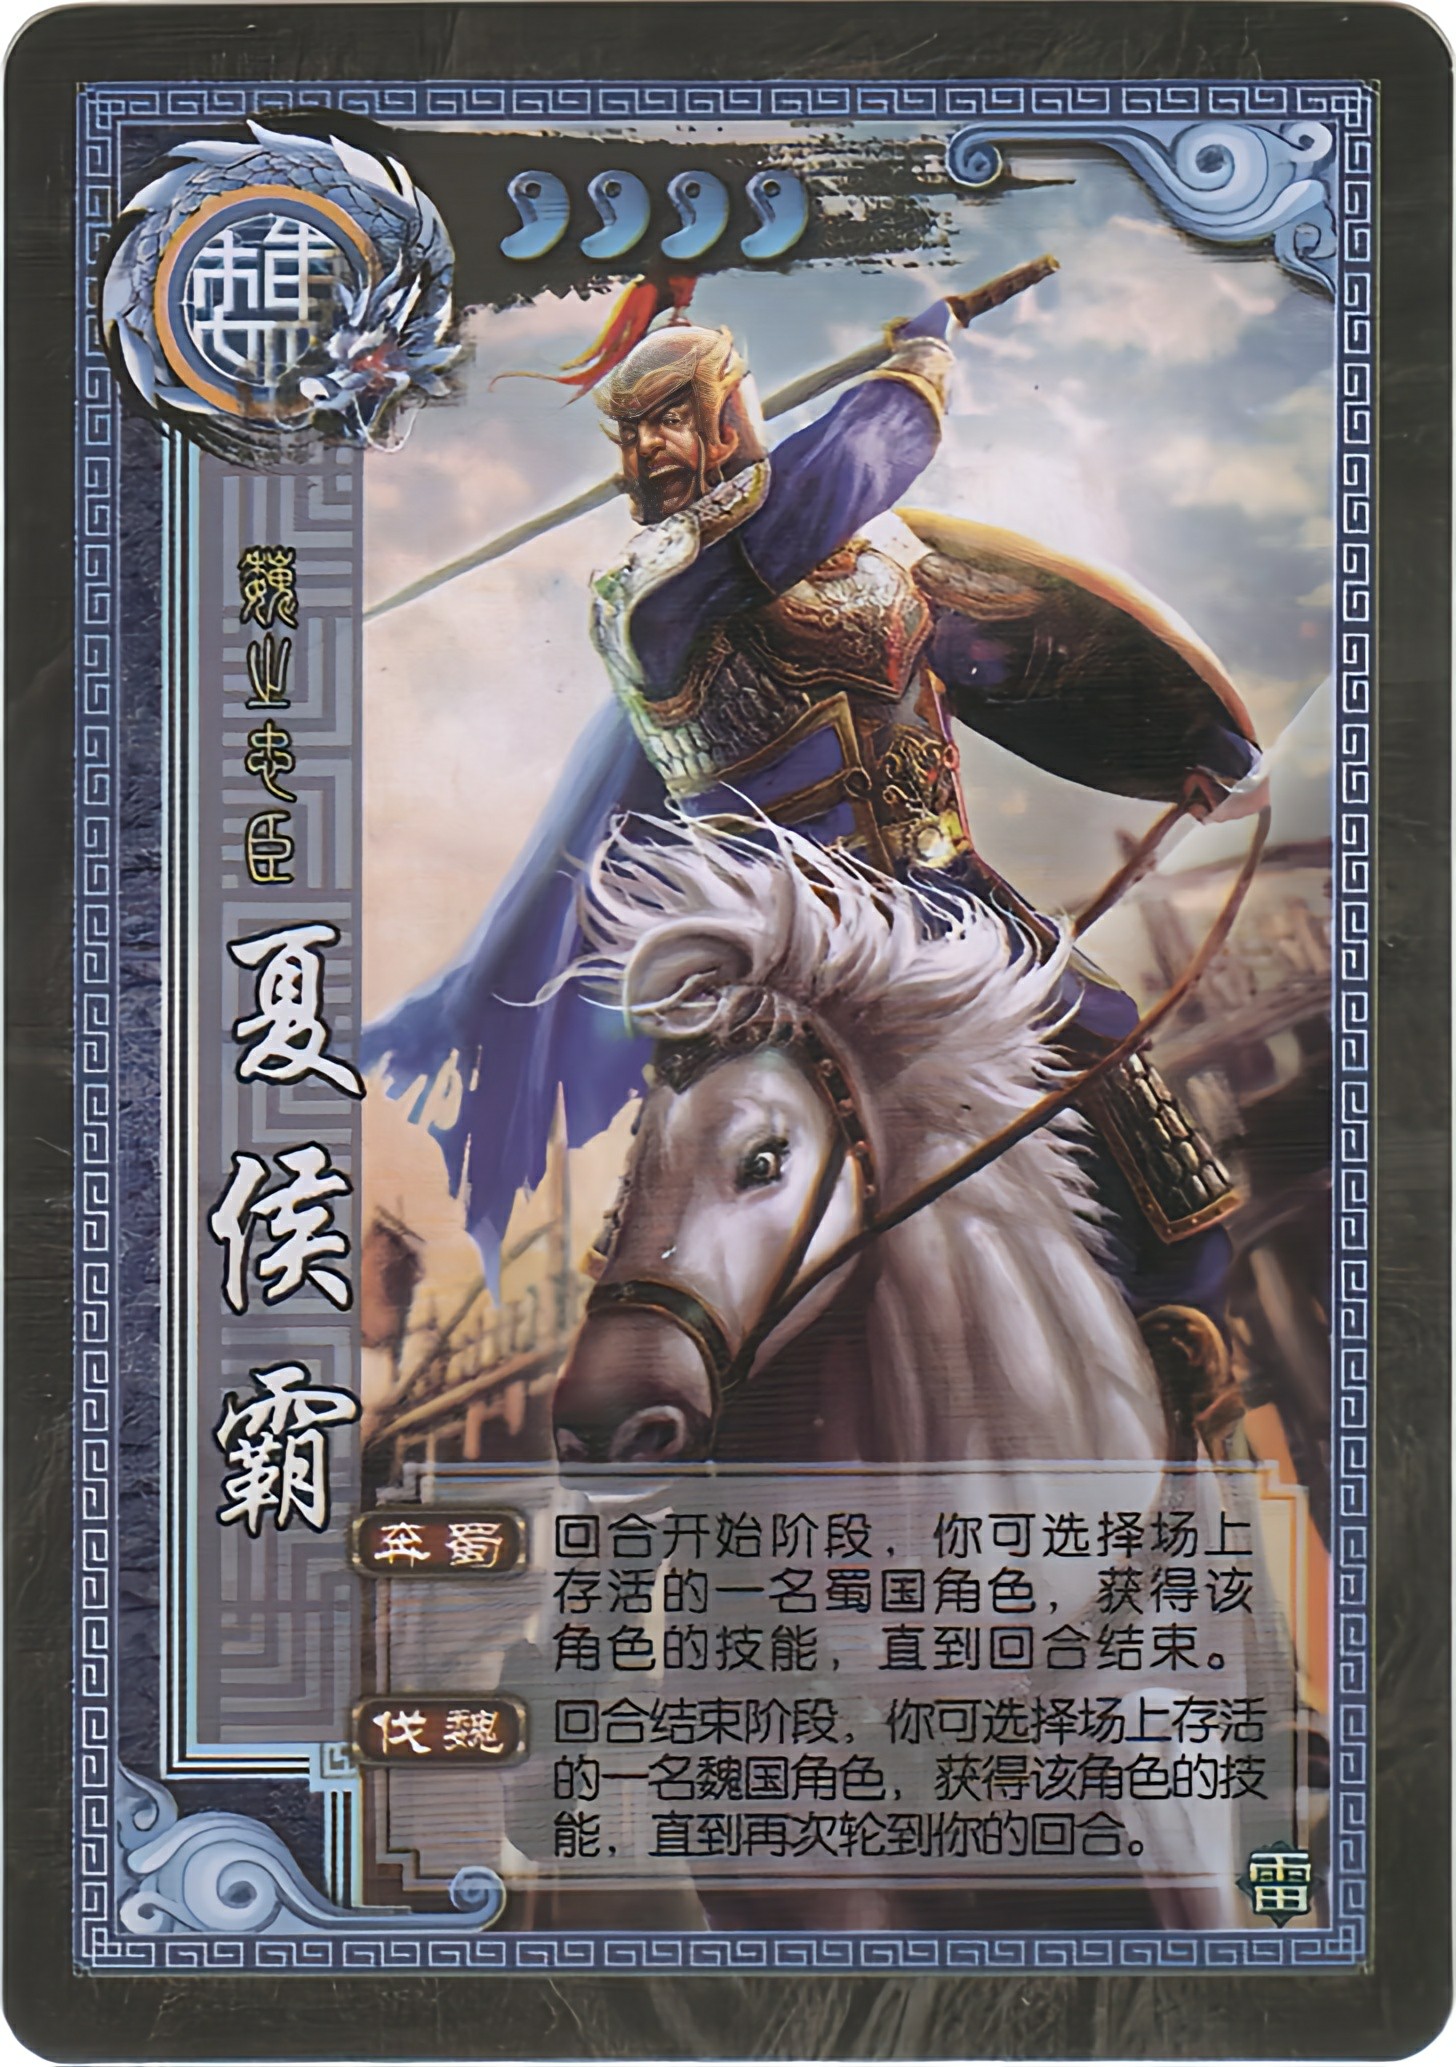 魏
魏之忠臣
夏侯霸
奔蜀
回合开始阶段，你可选择场上
存活的一名蜀国角色，获得该
角色的技能，直到回合结束。
伐魏
回合结束阶段，你可选择场上存活
的一名魏国角色，获得该角色的技
能，直到再次轮到你的回合。
雷